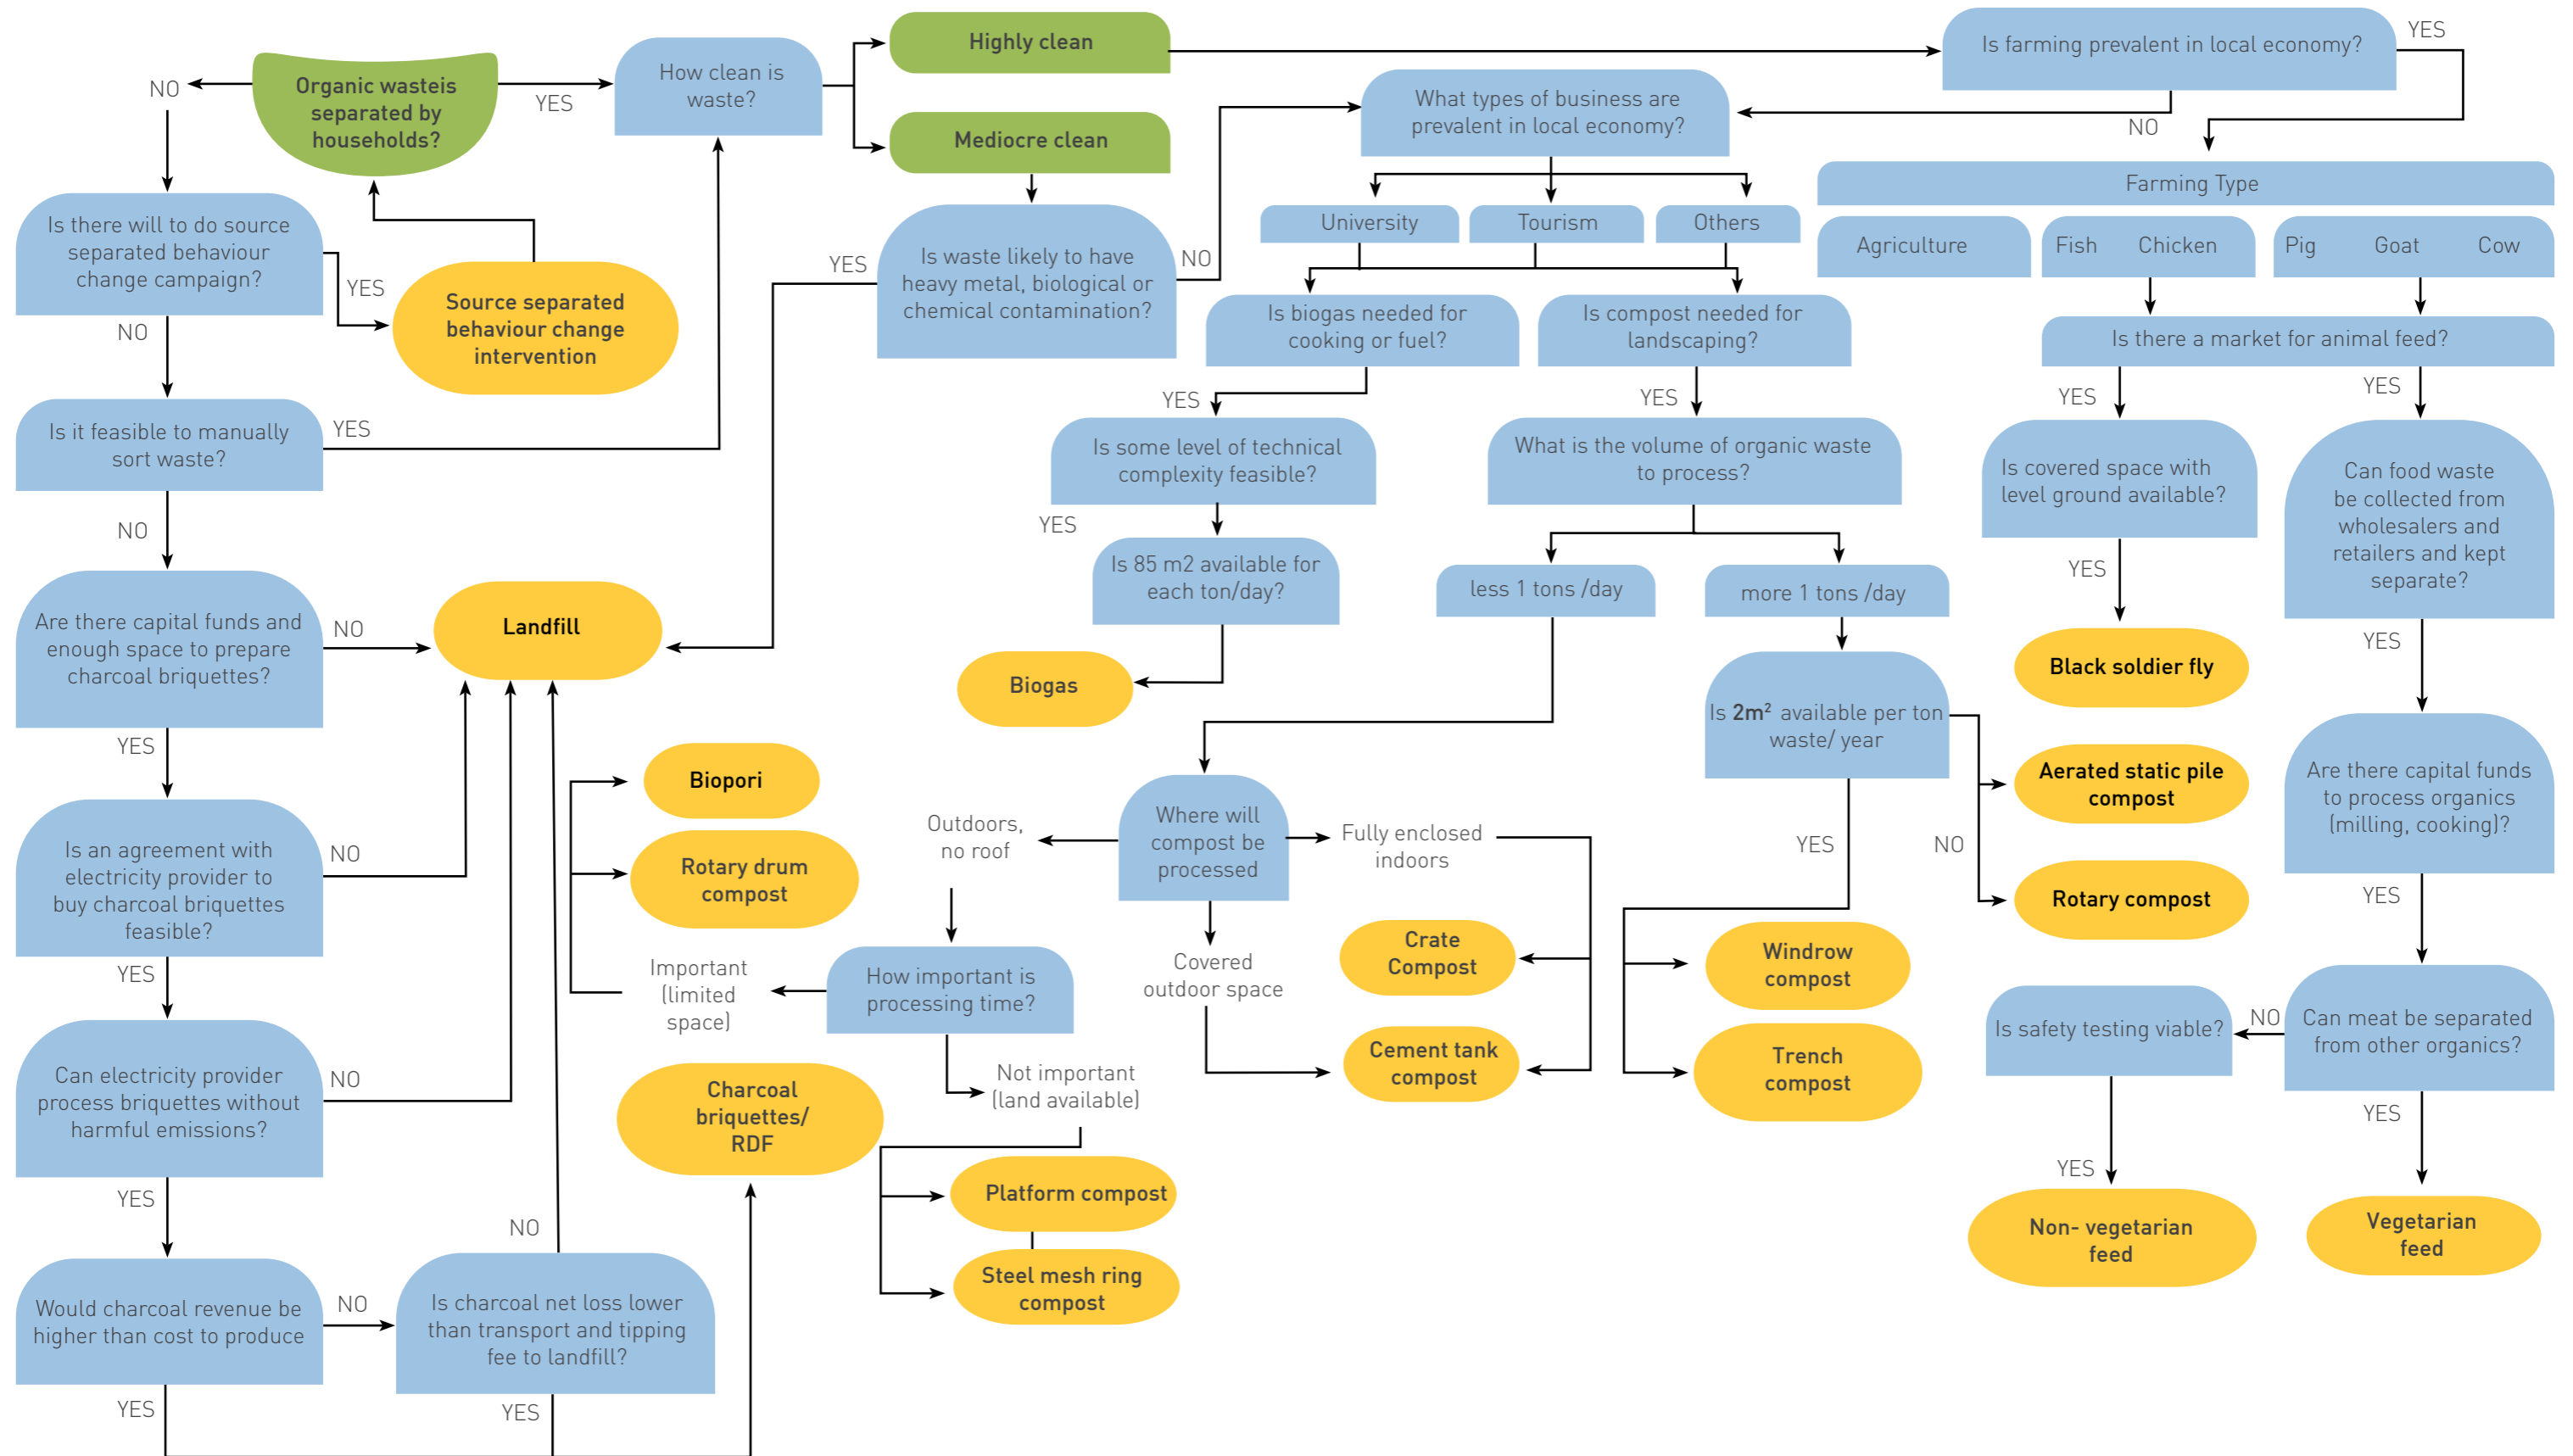 NO
Organic wasteis
separated by
households?
YES
How clean is
waste?
Highly clean
Mediocre clean
Is farming prevalent in local economy?
YES
NO
What types of business are
prevalent in local economy?
University
Tourism
Others
Farming Type
Agriculture
Fish
Chicken
Pig
Goat
Cow
Is there will to do source
separated behaviour
change campaign?
YES
NO
Source separated
behaviour change
intervention
YES
Is waste likely to have
heavy metal, biological or
chemical contamination?
NO
Is biogas needed for
cooking or fuel?
Is compost needed for
landscaping?
Is there a market for animal feed?
YES
YES
YES
YES
Is it feasible to manually
sort waste?
YES
NO
Is some level of technical
complexity feasible?
YES
What is the volume of organic waste
to process?
Is covered space with
level ground available?
YES
Can food waste
be collected from
wholesalers and
retailers and kept
separate?
YES
Is 85 m2 available for
each ton/day?
less 1 tons /day
more 1 tons /day
Are there capital funds and
enough space to prepare
charcoal briquettes?
NO
YES
Landfill
Biogas
Black soldier fly
Is 2m² available per ton
waste/ year
YES
NO
Aerated static pile
compost
Rotary compost
Are there capital funds
to process organics
(milling, cooking)?
YES
Biopori
Rotary drum
compost
Outdoors,
no roof
Where will
compost be
processed
Fully enclosed
indoors
Is an agreement with
electricity provider to
buy charcoal briquettes
feasible?
NO
YES
Important
(limited
space)
How important is
processing time?
Covered
outdoor space
Crate
Compost
Cement tank
compost
Windrow
compost
Trench
compost
Is safety testing viable?
NO
Can meat be separated
from other organics?
YES
YES
Can electricity provider
process briquettes without
harmful emissions?
NO
YES
Charcoal
briquettes/
RDF
Not important
(land available)
Platform compost
Steel mesh ring
compost
Non- vegetarian
feed
Vegetarian
feed
Would charcoal revenue be
higher than cost to produce
NO
YES
NO
Is charcoal net loss lower
than transport and tipping
fee to landfill?
YES